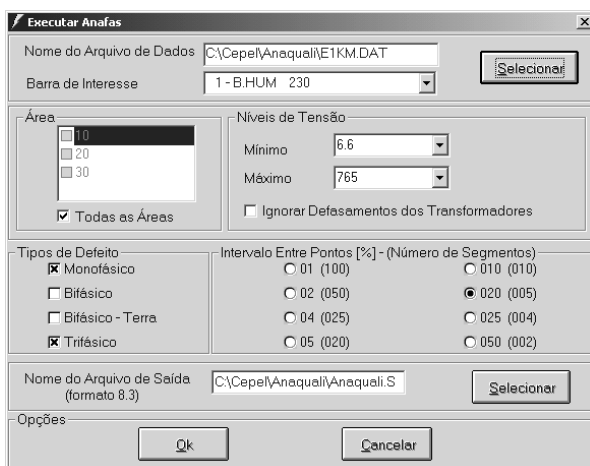 Executar Anafas
Nome do Arquivo de Dados C:\Cepel\Anaquali\E1KM.DAT
Selecionar
Barra de Interesse 1 - B.HUM 230
Área
10
20
30
Todas as Áreas
Níveis de Tensão
Mínimo 6.6
Máximo 765
Ignorar Defasamentos dos Transformadores
Tipos de Defeito
Monofásico
Bifásico
Bifásico - Terra
Trifásico
Intervalo Entre Pontos [%] - (Número de Segmentos)
01 (100) 010 (010)
02 (050) 020 (005)
04 (025) 025 (004)
05 (020) 050 (002)
Nome do Arquivo de Saída C:\Cepel\Anaquali\Anaquali.S
(formato 8.3)
Selecionar
Opções
Ok Cancelar